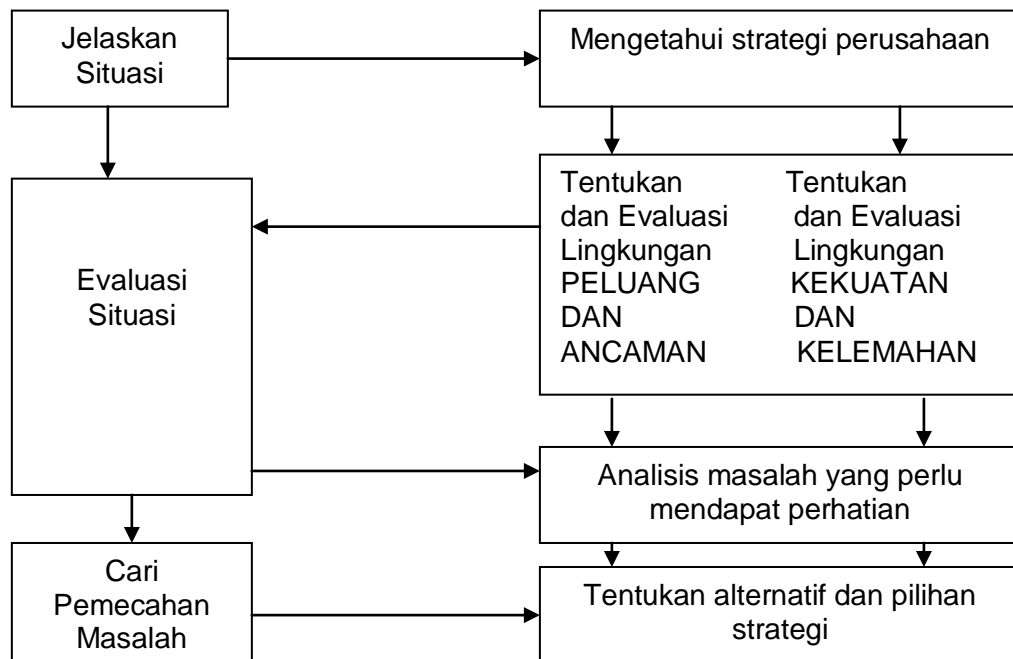 Jelaskan
Situasi
Mengetahui strategi perusahaan
Evaluasi
Situasi
Tentukan
dan Evaluasi
Lingkungan
PELUANG
DAN
ANCAMAN
Tentukan
dan Evaluasi
Lingkungan
KEKUATAN
DAN
KELEMAHAN
Analisis masalah yang perlu
mendapat perhatian
Cari
Pemecahan
Masalah
Tentukan alternatif dan pilihan
strategi